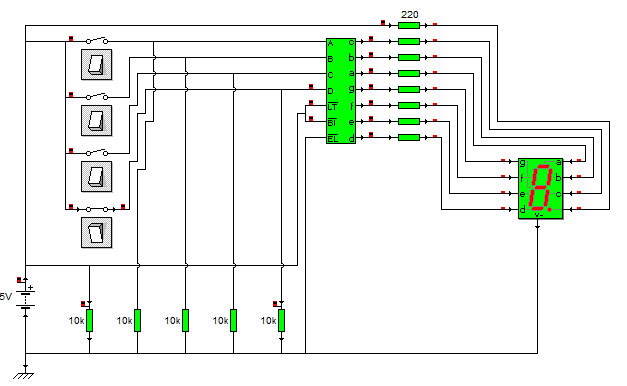 220
A c
B b
C a
D g
LT f
BI e
EL d
g a
f b
e c
d
v-
5V
+
10k 10k 10k 10k 10k